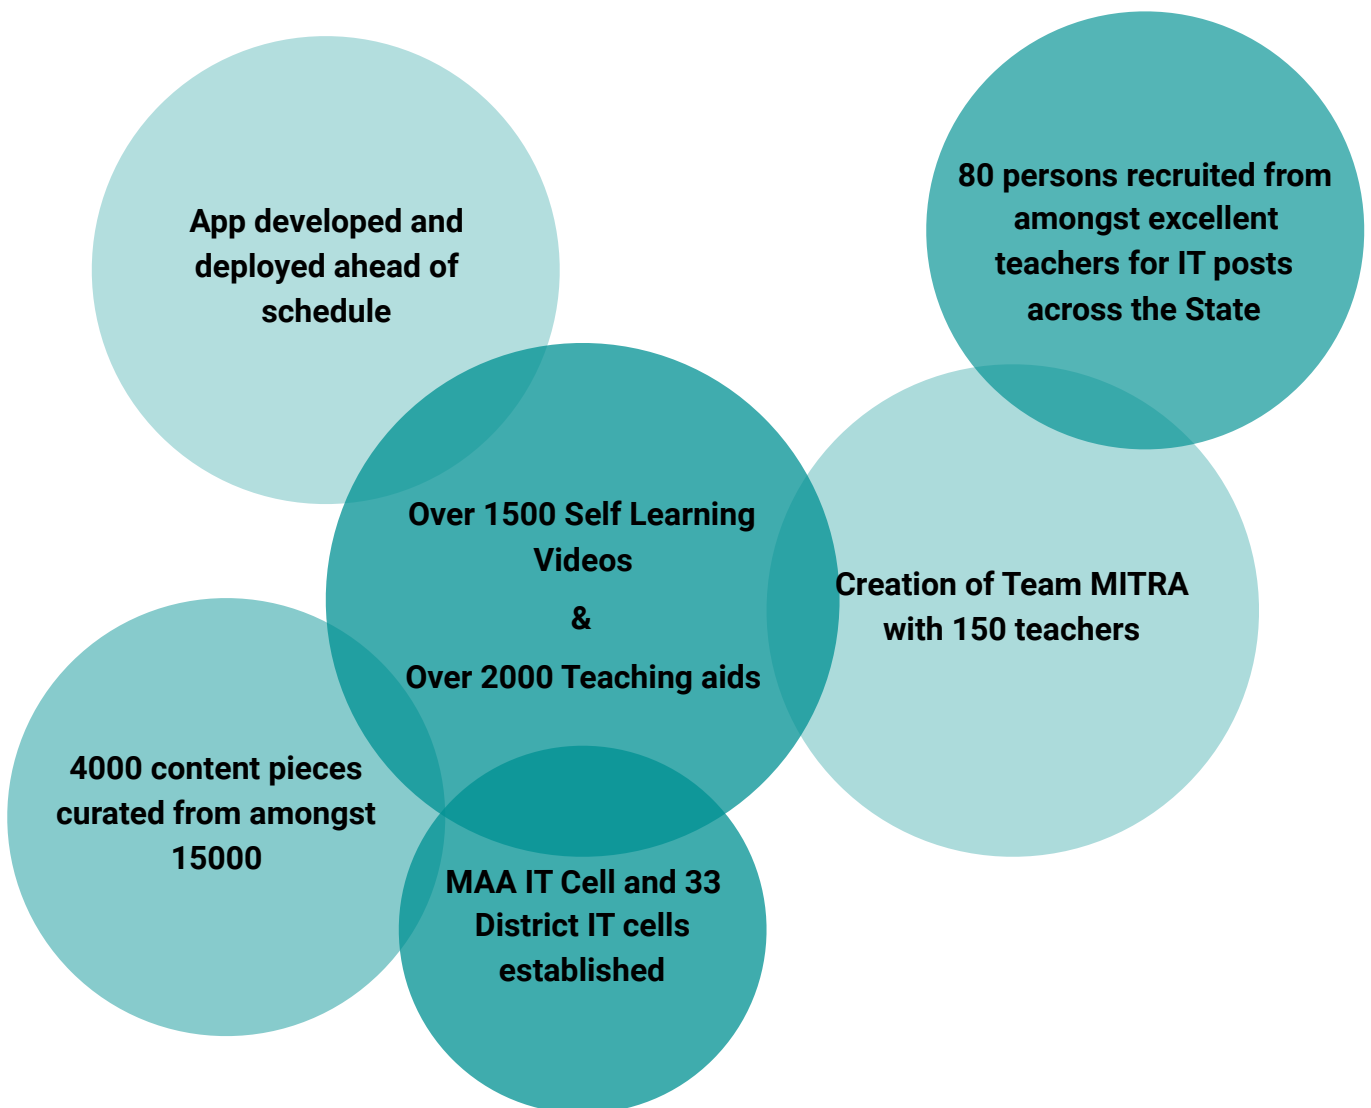 App developed and
deployed ahead of
schedule
80 persons recruited from
amongst excellent
teachers for IT posts
across the State
Over 1500 Self Learning
Videos
&
Over 2000 Teaching aids
Creation of Team MITRA
with 150 teachers
4000 content pieces
curated from amongst
15000
MAA IT Cell and 33
District IT cells
established